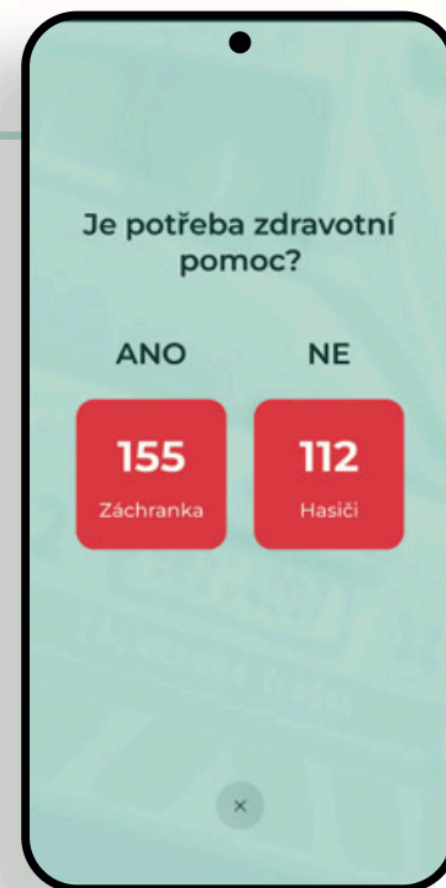 Je potřeba zdravotní
pomoc?
ANO
NE
155
112
Záchranka
Hasiči